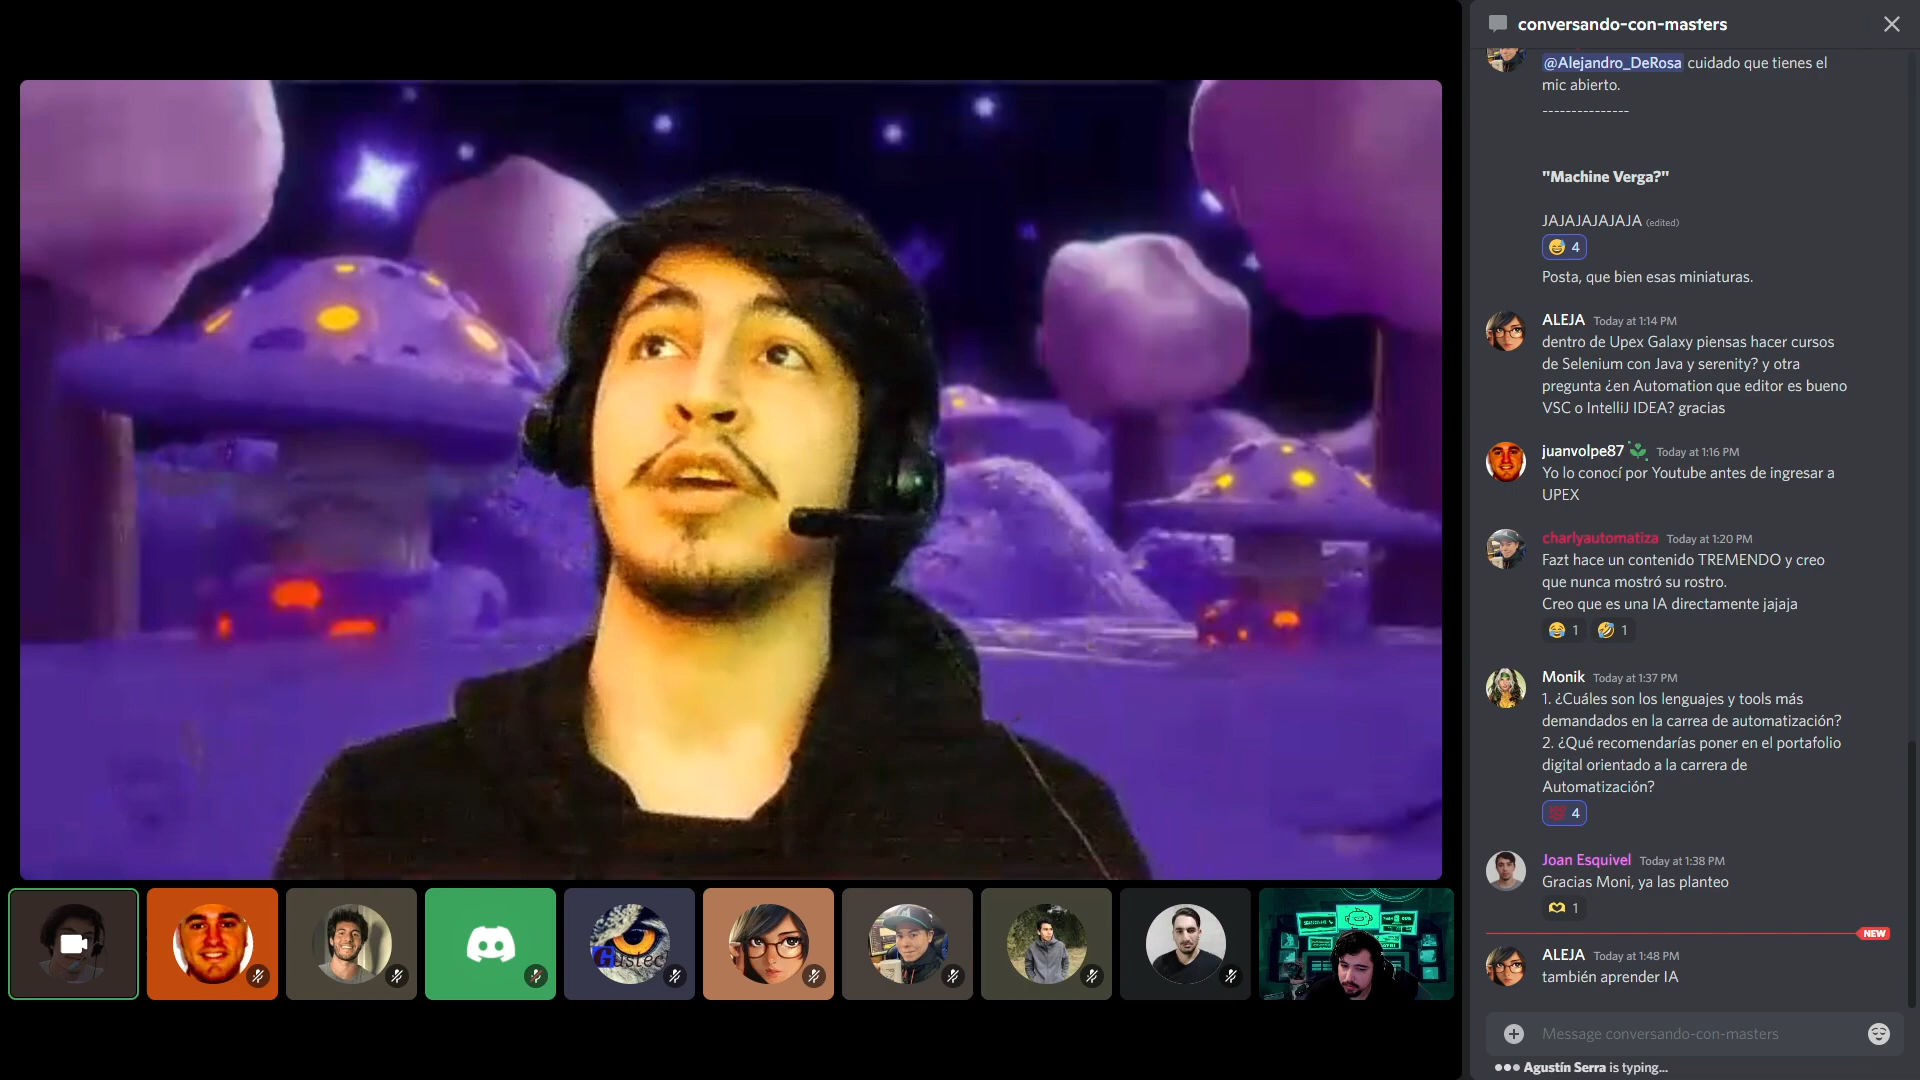 conversando-con-masters
@Alejandro_DeRosa cuidado que tienes el
mic abierto.
---------------
"Machine Verga?"
JAJAJAJAJAJA (edited)
4
Posta, que bien esas miniaturas.
ALEJA Today at 1:14 PM
dentro de Upex Galaxy piensas hacer cursos
de Selenium con Java y serenity? y otra
pregunta ¿en Automation que editor es bueno
VSC o IntelliJ IDEA? gracias
juanvolpe87 Today at 1:16 PM
Yo lo conocí por Youtube antes de ingresar a
UPEX
charlyautomatiza Today at 1:20 PM
Fazt hace un contenido TREMENDO y creo
que nunca mostró su rostro.
Creo que es una IA directamente jajaja
1 1
Monik Today at 1:37 PM
1. ¿Cuáles son los lenguajes y tools más
demandados en la carrea de automatización?
2. ¿Qué recomendarías poner en el portafolio
digital orientado a la carrera de
Automatización?
4
Joan Esquivel Today at 1:38 PM
Gracias Moni, ya las planteo
1
NEW
ALEJA Today at 1:48 PM
también aprender IA
Message conversando-con-masters
Agustín Serra is typing...